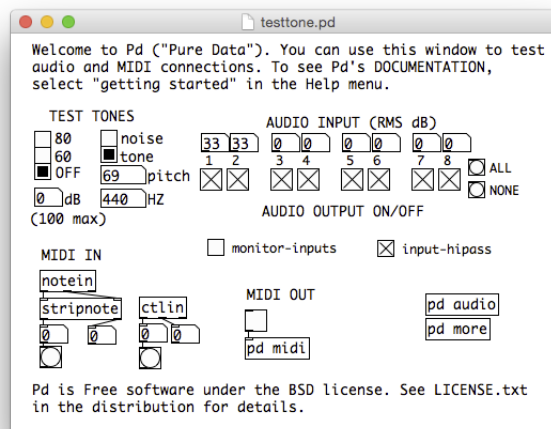 testtone.pd
Welcome to Pd ("Pure Data"). You can use this window to test
audio and MIDI connections. To see Pd's DOCUMENTATION,
select "getting started" in the Help menu.
TEST TONES
80
60
OFF
noise
tone
69 pitch
0 dB
440 HZ
(100 max)
AUDIO INPUT (RMS dB)
33 33 0 0 0 0 0 0
1 2 3 4 5 6 7 8
ALL
NONE
AUDIO OUTPUT ON/OFF
monitor-inputs
input-hipass
MIDI IN
notein
stripnote
0 0
ctlin
0 0
MIDI OUT
pd midi
pd audio
pd more
Pd is Free software under the BSD license. See LICENSE.txt
in the distribution for details.